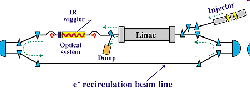 IR
wiggler
Injector
Linac
Optical
system
Dump
e⁻ recirculation beam line